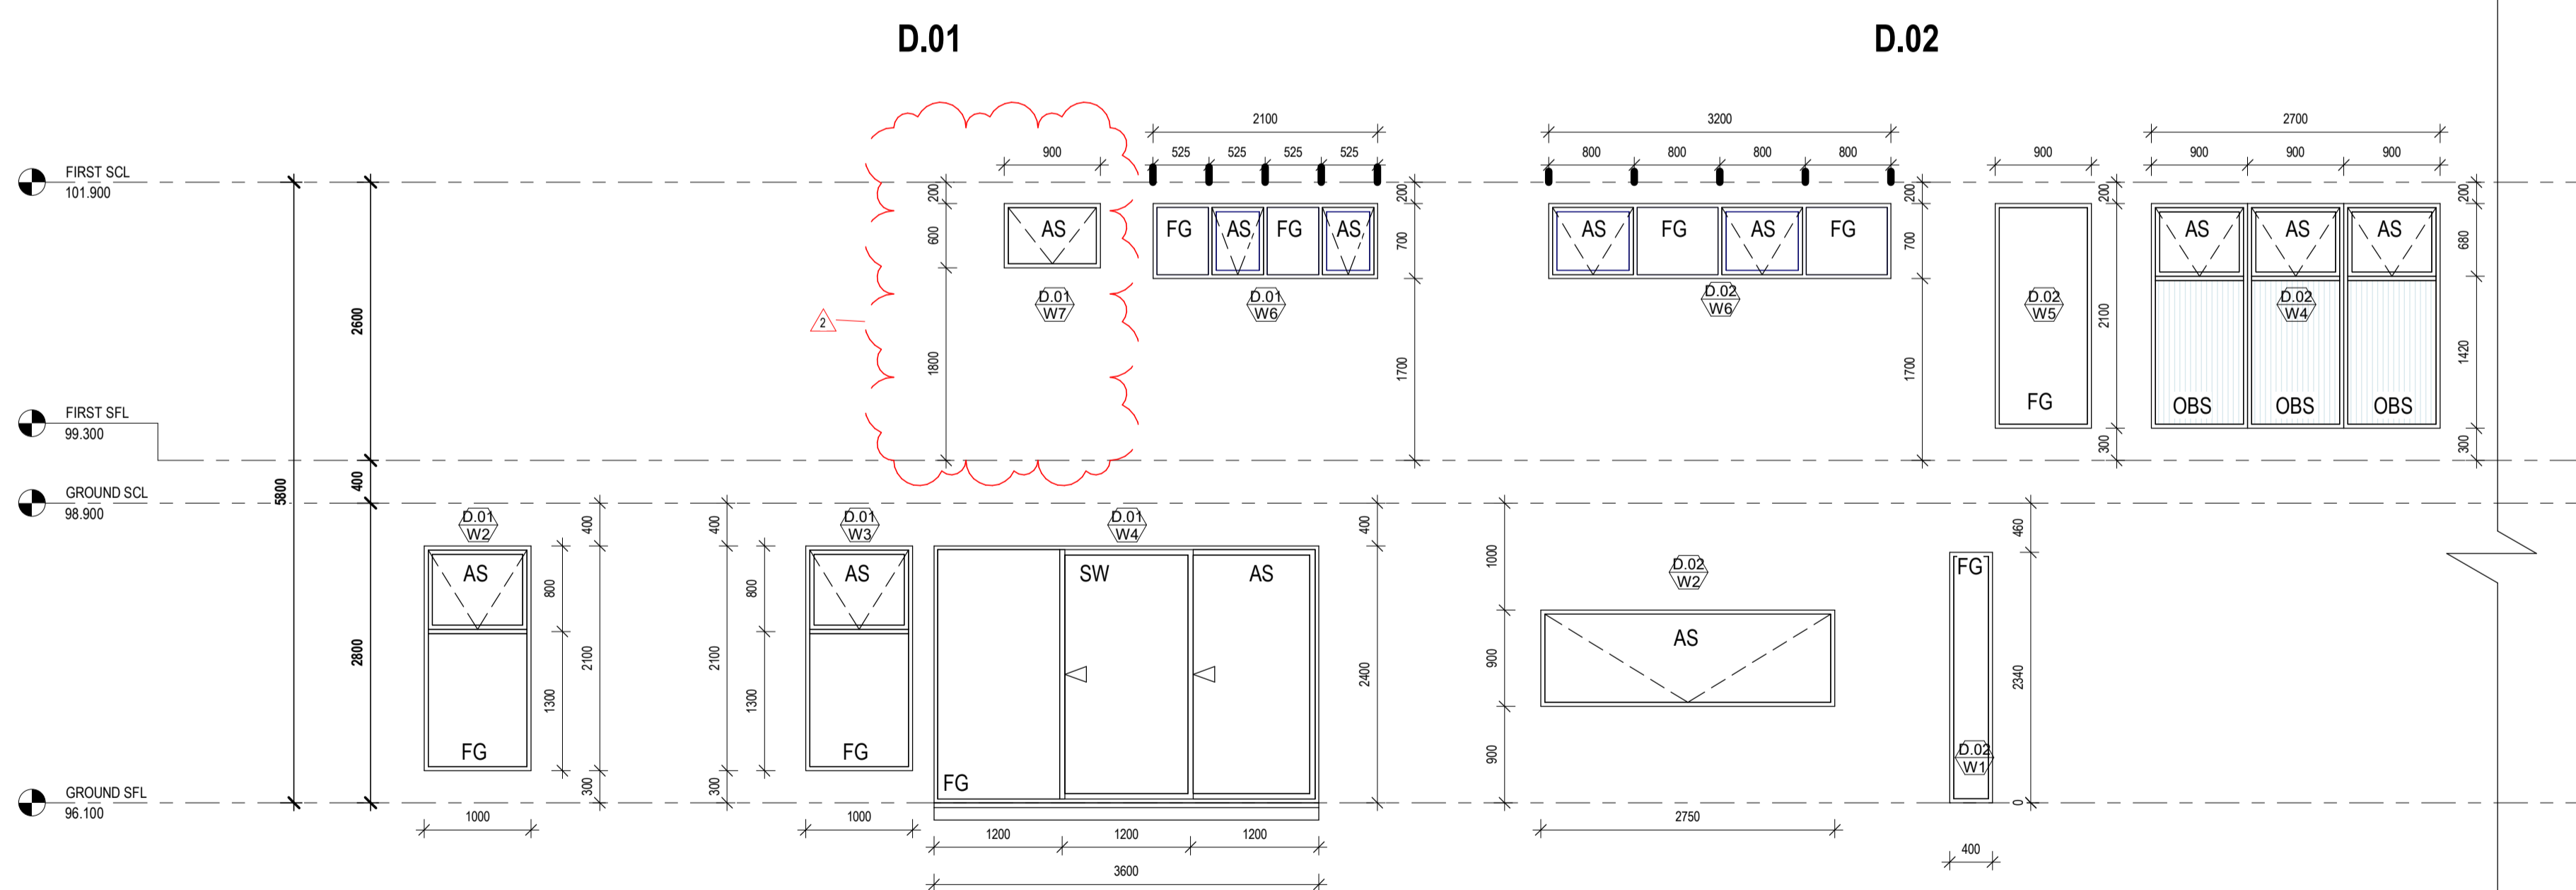 D.01
D.02
2100
3200
2700
900
525
525
525
525
800
800
800
800
900
900
900
900
FIRST SCL
101.900
200
200
200
200
200
AS
FG
AS
FG
AS
AS
FG
AS
FG
AS
AS
AS
600
700
700
680
D.01
W7
D.01
W6
D.02
W6
D.02
W5
D.02
W4
2100
2
2600
1800
1700
1700
1420
FG
OBS
OBS
OBS
FIRST SFL
99.300
300
300
400
5800
GROUND SCL
98.900
D.01
W2
D.01
W3
D.01
W4
400
400
400
460
1000
D.02
W2
AS
AS
SW
AS
FG
800
800
AS
2800
2100
2100
2400
900
2340
1300
1300
FG
FG
FG
900
D.02
W1
300
300
0
GROUND SFL
96.100
1000
1000
1200
1200
1200
2750
400
3600